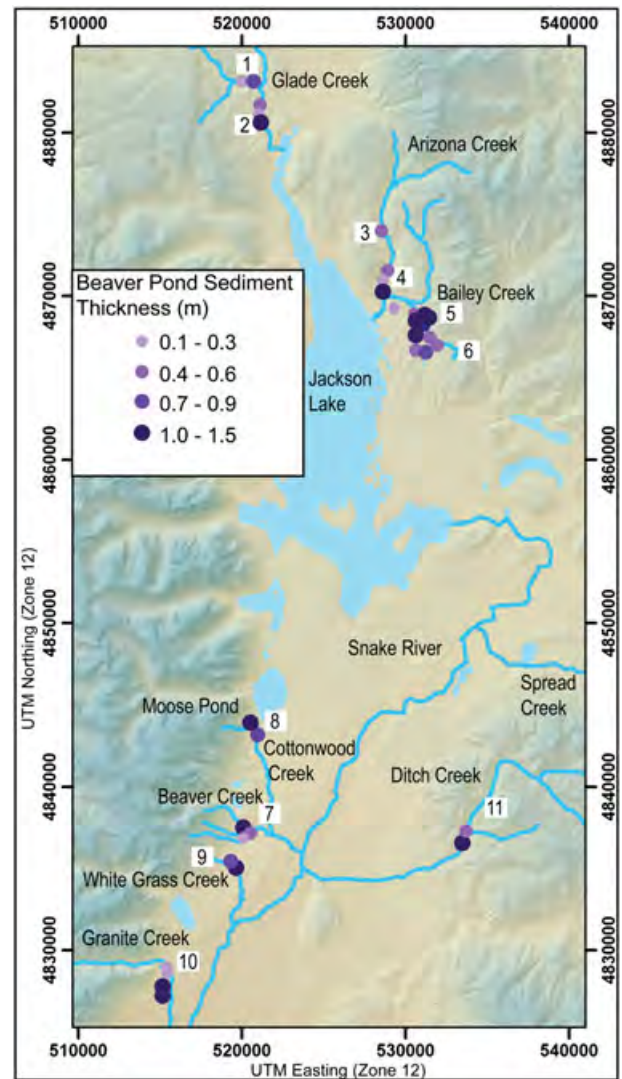 510000 520000 530000 540000
1
Glade Creek
2
4880000
4880000
Arizona Creek
3
4
4870000
4870000
Bailey Creek
5
6
Beaver Pond Sediment
Thickness (m)
0.1 - 0.3
0.4 - 0.6
0.7 - 0.9
1.0 - 1.5
Jackson
Lake
4860000
4860000
UTM Northing (Zone 12)
4850000
4850000
Snake River
Spread
Creek
Moose Pond
8
Cottonwood
Creek
Ditch Creek
4840000
4840000
Beaver Creek
7
11
9
White Grass Creek
Granite Creek
10
4830000
4830000
510000 520000 530000 540000
UTM Easting (Zone 12)